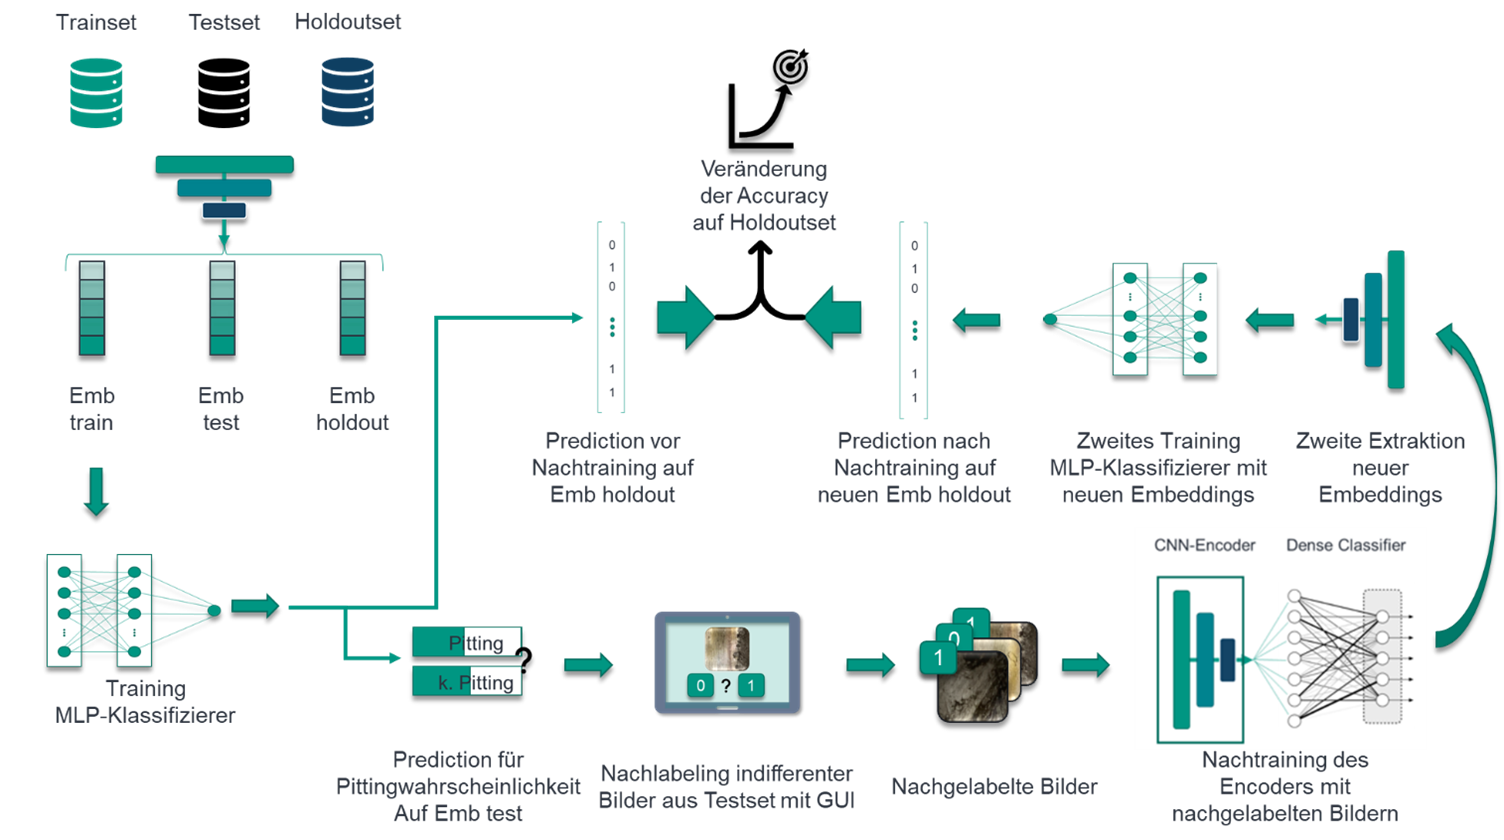 Trainset
Testset
Holdoutset
Veränderung
der Accuracy
auf Holdoutset
Emb
train
Emb
test
Emb
holdout
0
1
0
1
1
0
1
0
1
1
Prediction vor
Nachtraining auf
Emb holdout
Prediction nach
Nachtraining auf
neuen Emb holdout
Zweites Training
MLP-Klassifizierer mit
neuen Embeddings
Zweite Extraktion
neuer
Embeddings
CNN-Encoder
Dense Classifier
Training
MLP-Klassifizierer
Pitting
k. Pitting
?
0 ? 1
1
0
1
Prediction für
Pittingwahrscheinlichkeit
Auf Emb test
Nachlabeling indifferenter
Bilder aus Testset mit GUI
Nachgelabelte Bilder
Nachtraining des
Encoders mit
nachgelabelten Bildern